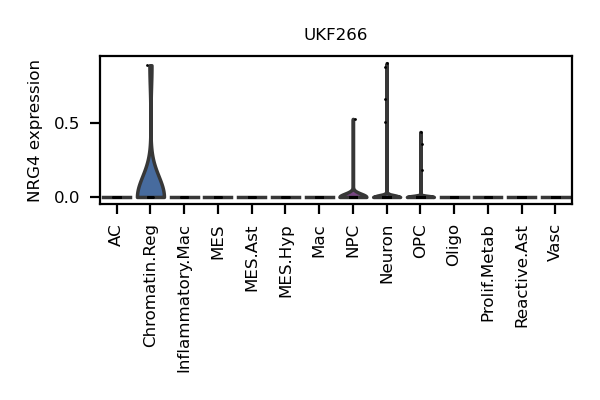 UKF266
NRG4 expression
0.5
0.0
AC
Chromatin.Reg
Inflammatory.Mac
MES
MES.Ast
MES.Hyp
Mac
NPC
Neuron
OPC
Oligo
Prolif.Metab
Reactive.Ast
Vasc